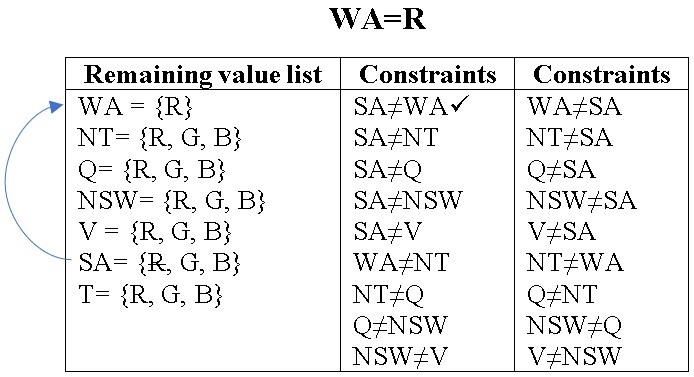 WA=R
Remaining value list Constraints Constraints
WA = {R} SA≠WA✓ WA≠SA
NT= {R, G, B} SA≠NT NT≠SA
Q= {R, G, B} SA≠Q Q≠SA
NSW= {R, G, B} SA≠NSW NSW≠SA
V = {R, G, B} SA≠V V≠SA
SA= {R, G, B} WA≠NT NT≠WA
T= {R, G, B} NT≠Q Q≠NT
Q≠NSW NSW≠Q
NSW≠V V≠NSW